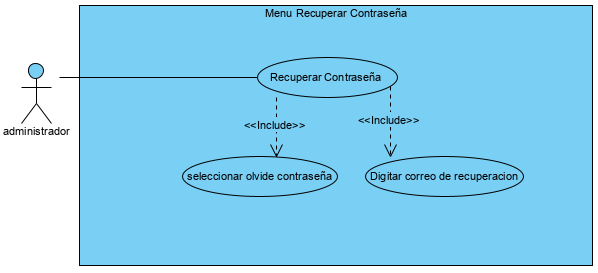 Menu Recuperar Contraseña
Recuperar Contraseña
administrador
<<Include>>
<<Include>>
seleccionar olvide contraseña
Digitar correo de recuperacion